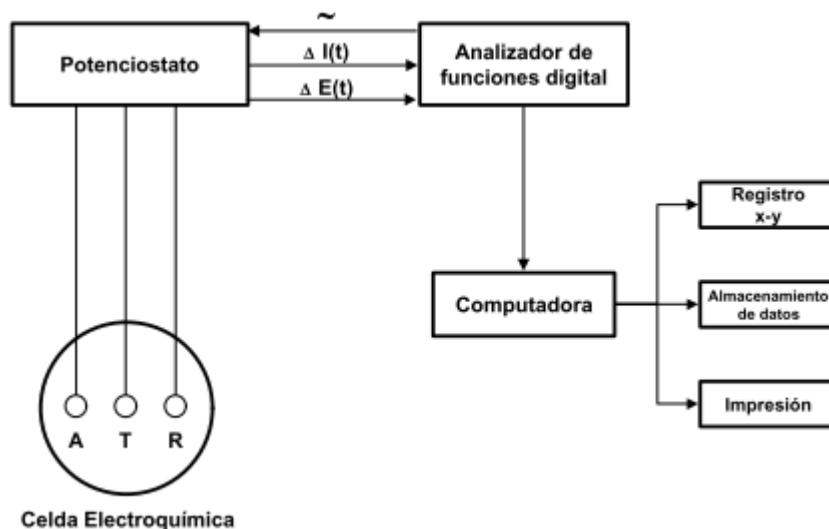 ~
Potenciostato
Δ I(t)
Δ E(t)
Analizador de
funciones digital
Registro
x-y
Computadora
Almacenamiento
de datos
Impresión
A T R
Celda Electroquímica